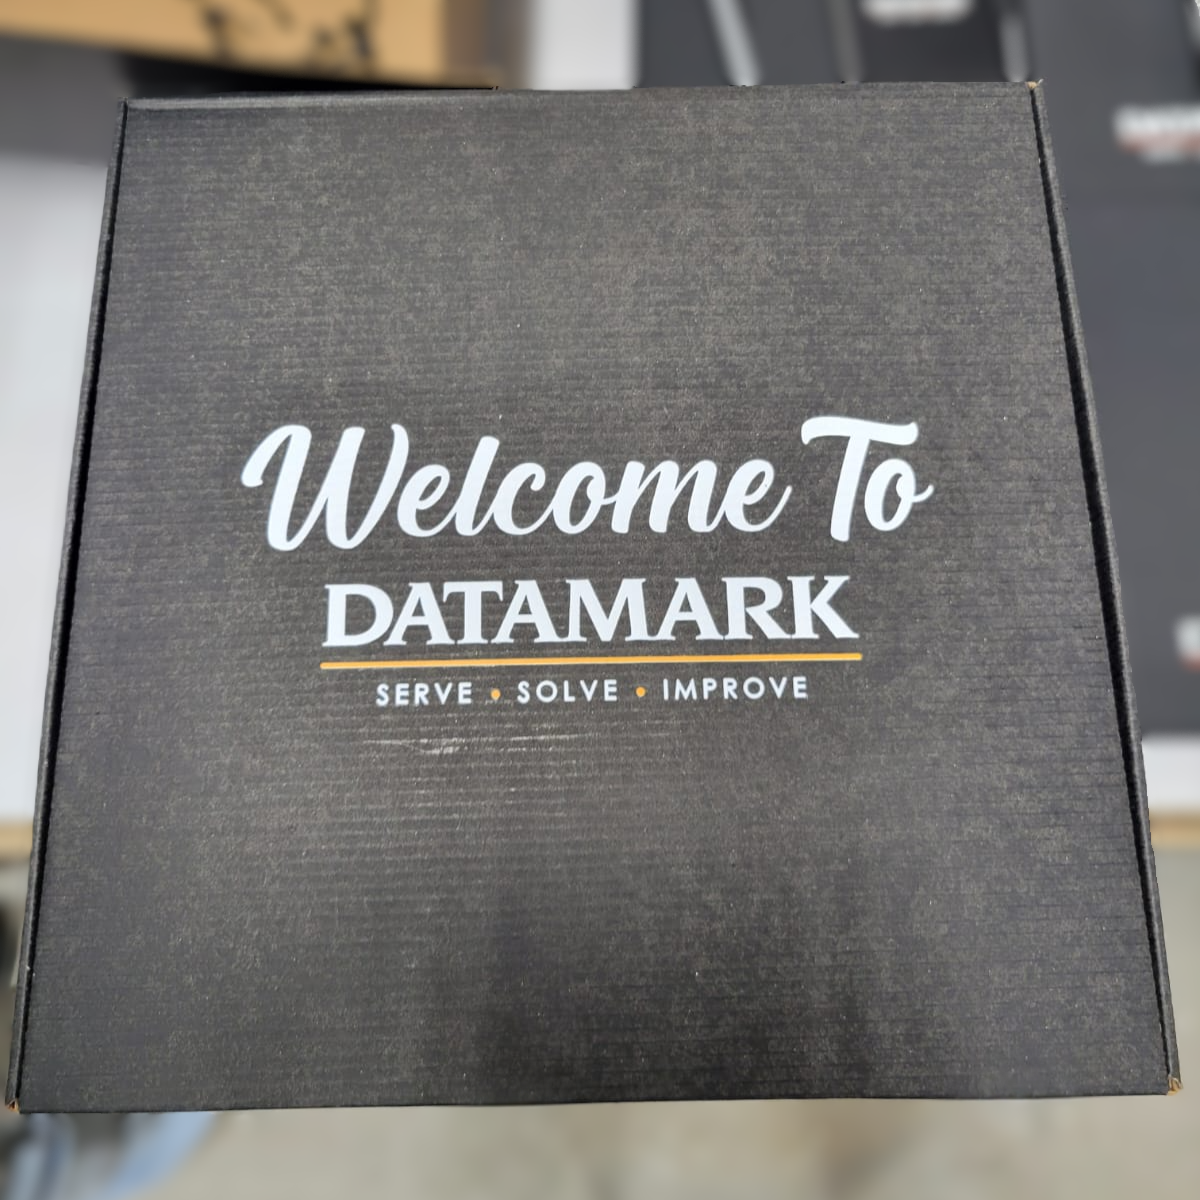 Welcome To
DATAMARK
SERVE • SOLVE • IMPROVE